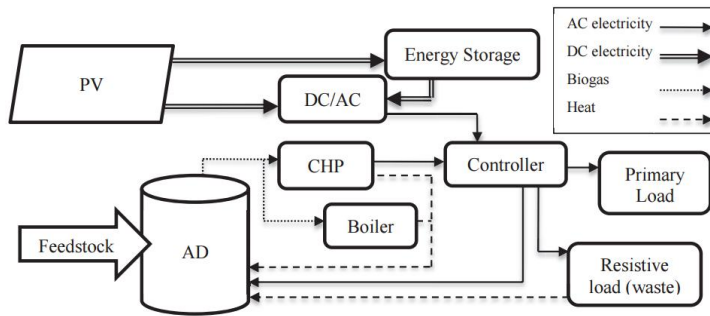 PV
Energy Storage
DC/AC
AC electricity
DC electricity
Biogas
Heat
CHP
Controller
Primary
Load
Boiler
Feedstock
AD
Resistive
load (waste)